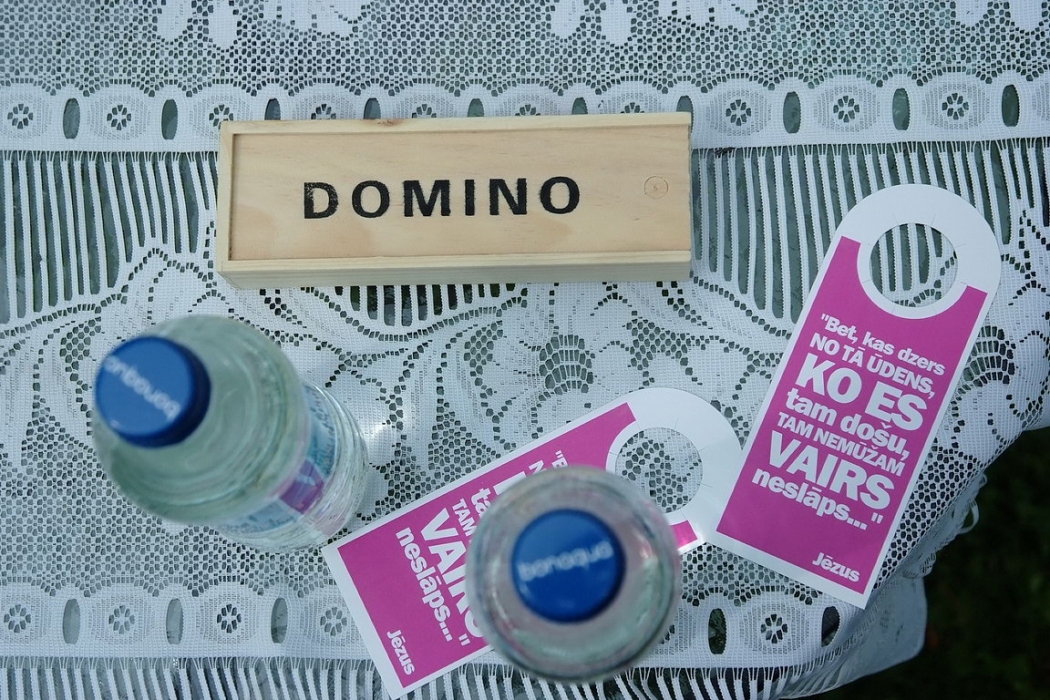 DOMINO
"Bet, kas dzers
NO TĀ ŪDENS,
KO ES
tam došu,
TAM NEMŪŽAM
VAIRS
neslāps..."
Jēzus
TAM
neslāps..."
Jēzus
bonaqua
bonaqua